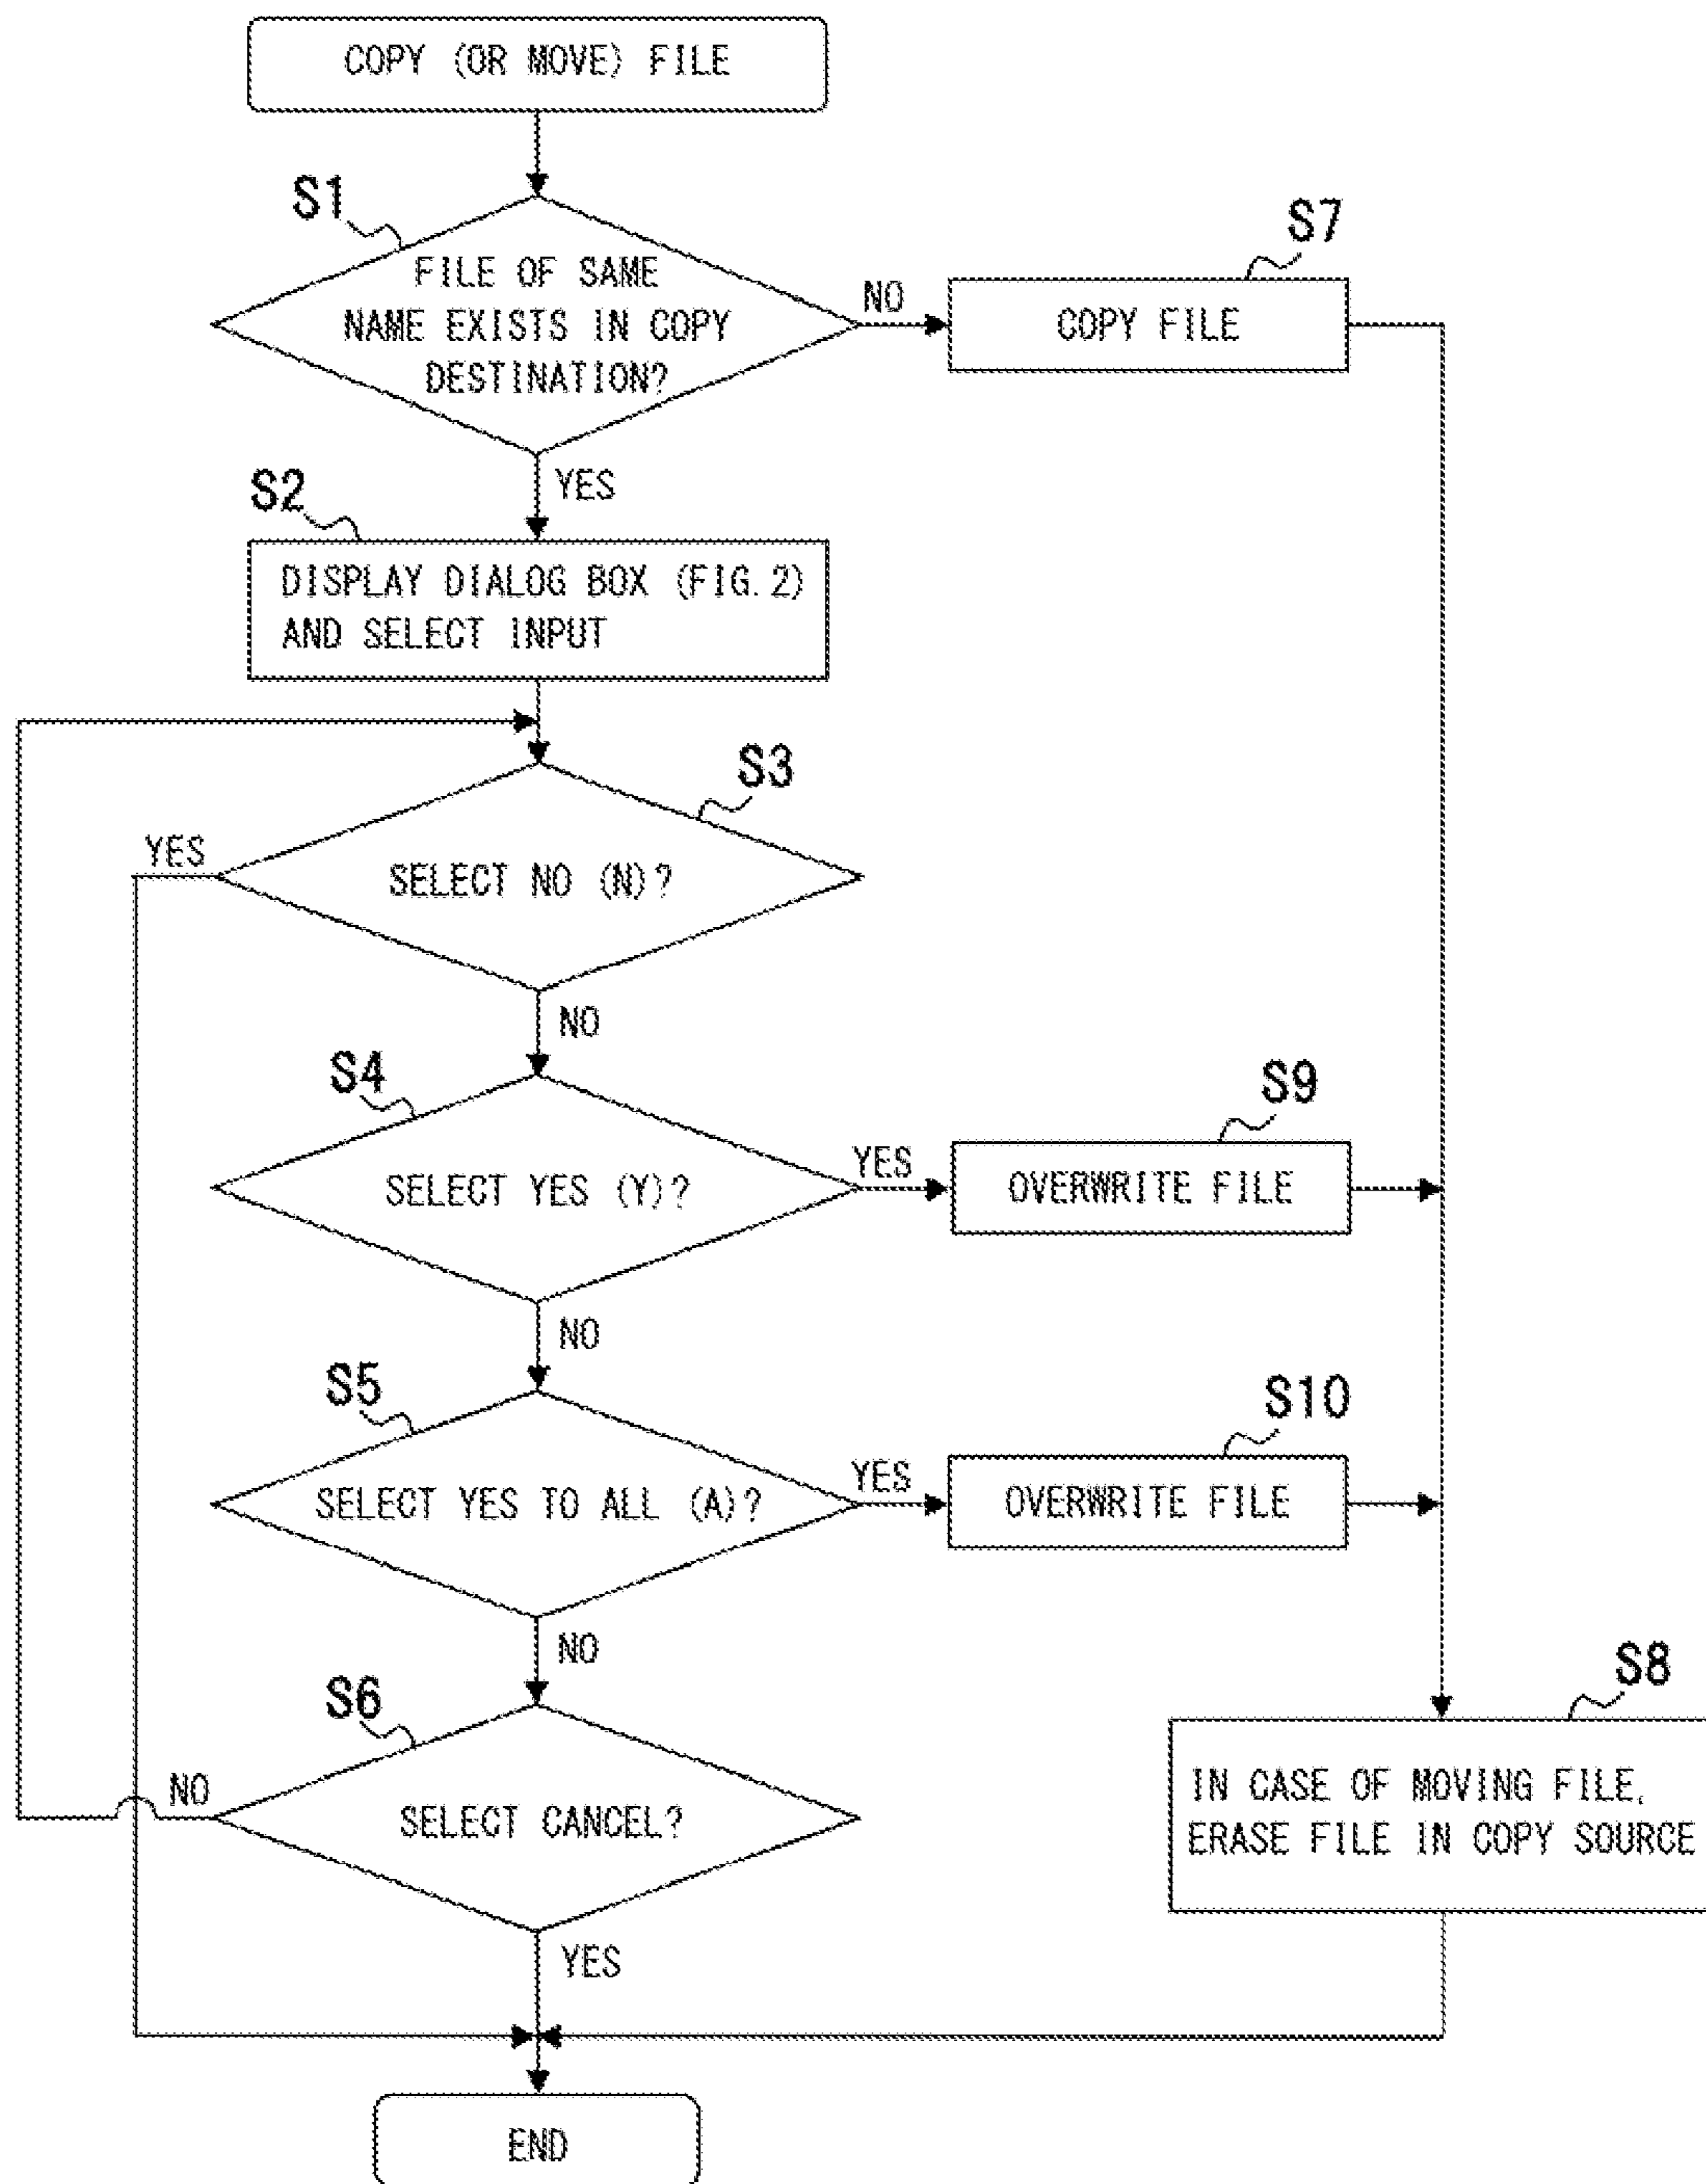 COPY (OR MOVE) FILE
S1
FILE OF SAME
NAME EXISTS IN COPY
DESTINATION?
NO
S7
COPY FILE
YES
S2
DISPLAY DIALOG BOX (FIG. 2)
AND SELECT INPUT
S3
YES
SELECT NO (N)?
NO
S4
SELECT YES (Y)?
YES
S9
OVERWRITE FILE
NO
S5
SELECT YES TO ALL (A)?
YES
S10
OVERWRITE FILE
NO
S6
NO
SELECT CANCEL?
YES
S8
IN CASE OF MOVING FILE,
ERASE FILE IN COPY SOURCE
END